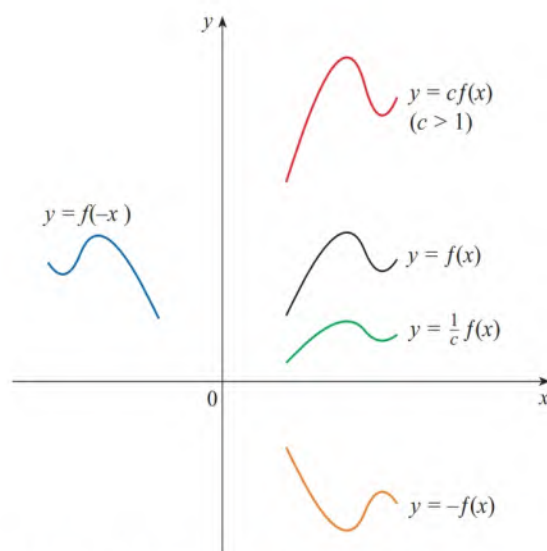 y
y = cf(x)
(c > 1)
y = f(–x )
y = f(x)
y = 1/c f(x)
0
x
y = –f(x)